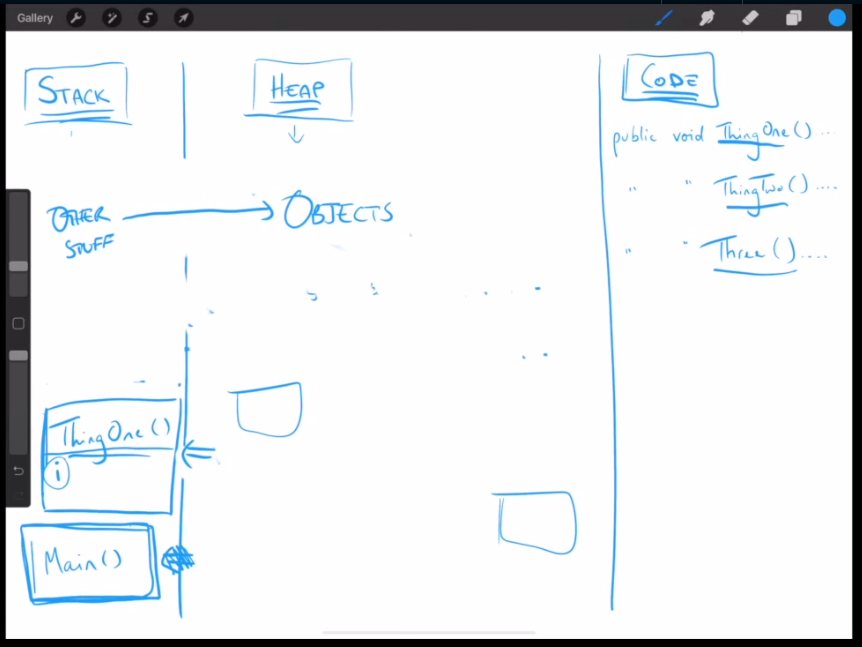 Gallery
STACK
HEAP
CODE
public void ThingOne() ...
" " ThingTwo() ....
" " Three() ....
OTHER STUFF
OBJECTS
ThingOne()
i
Main()